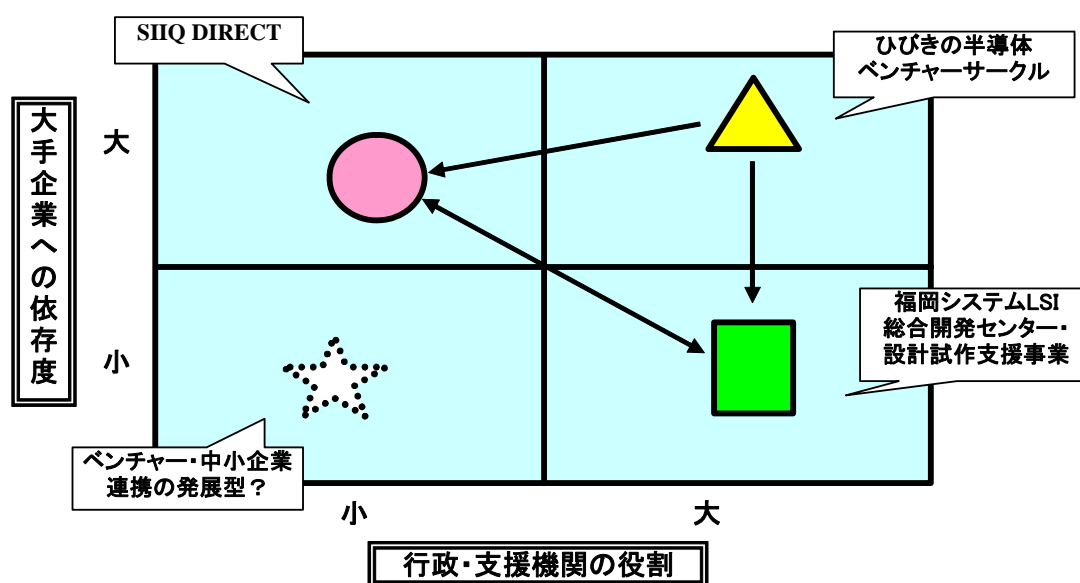 SIIQ DIRECT
ひびきの半導体
ベンチャーサークル
大手企業への依存度
大
小
福岡システムLSI
総合開発センター・
設計試作支援事業
ベンチャー・中小企業
連携の発展型？
小
大
行政・支援機関の役割